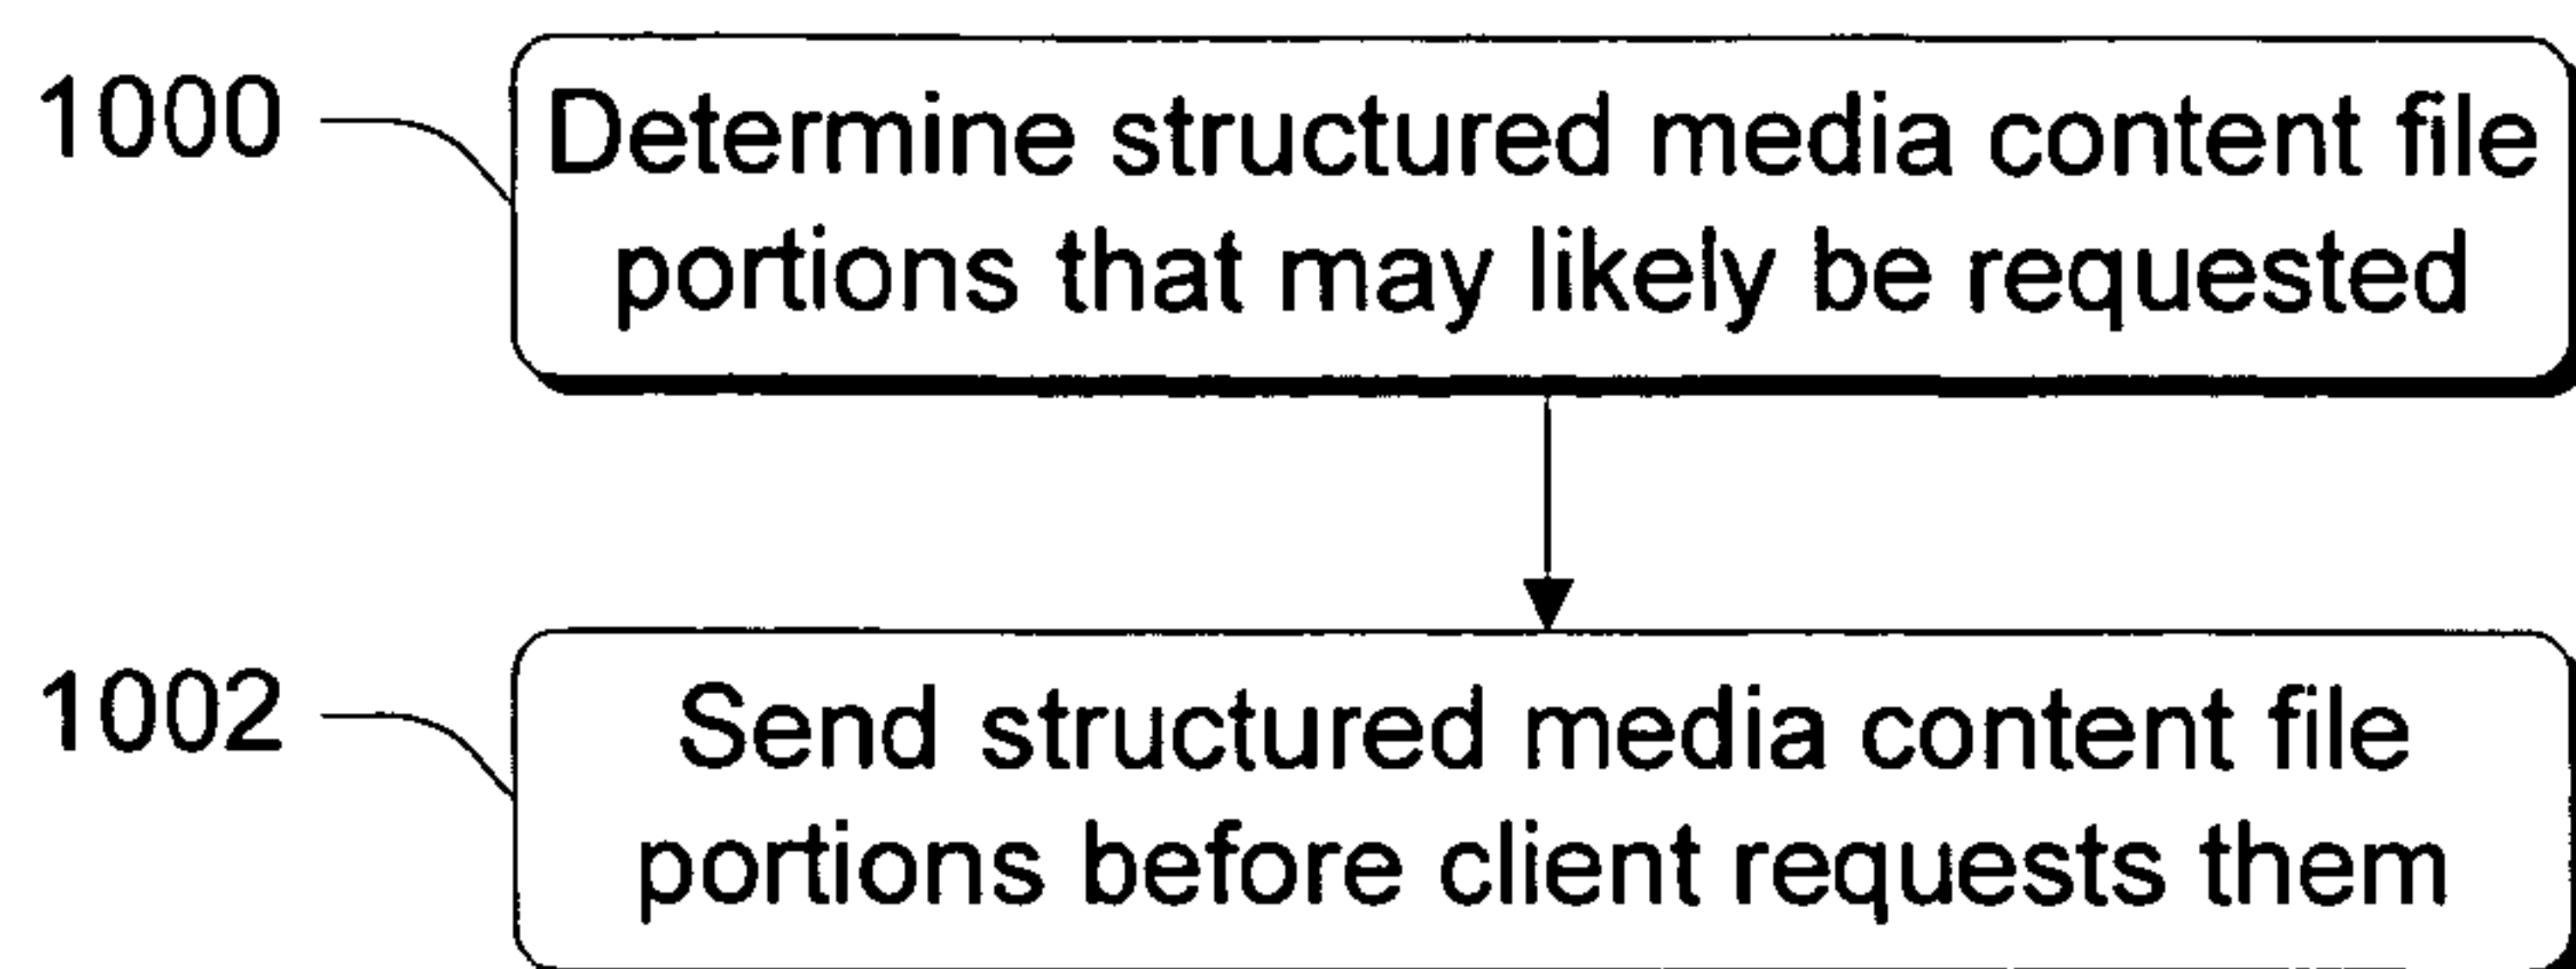 1000
Determine structured media content file
portions that may likely be requested
1002
Send structured media content file
portions before client requests them